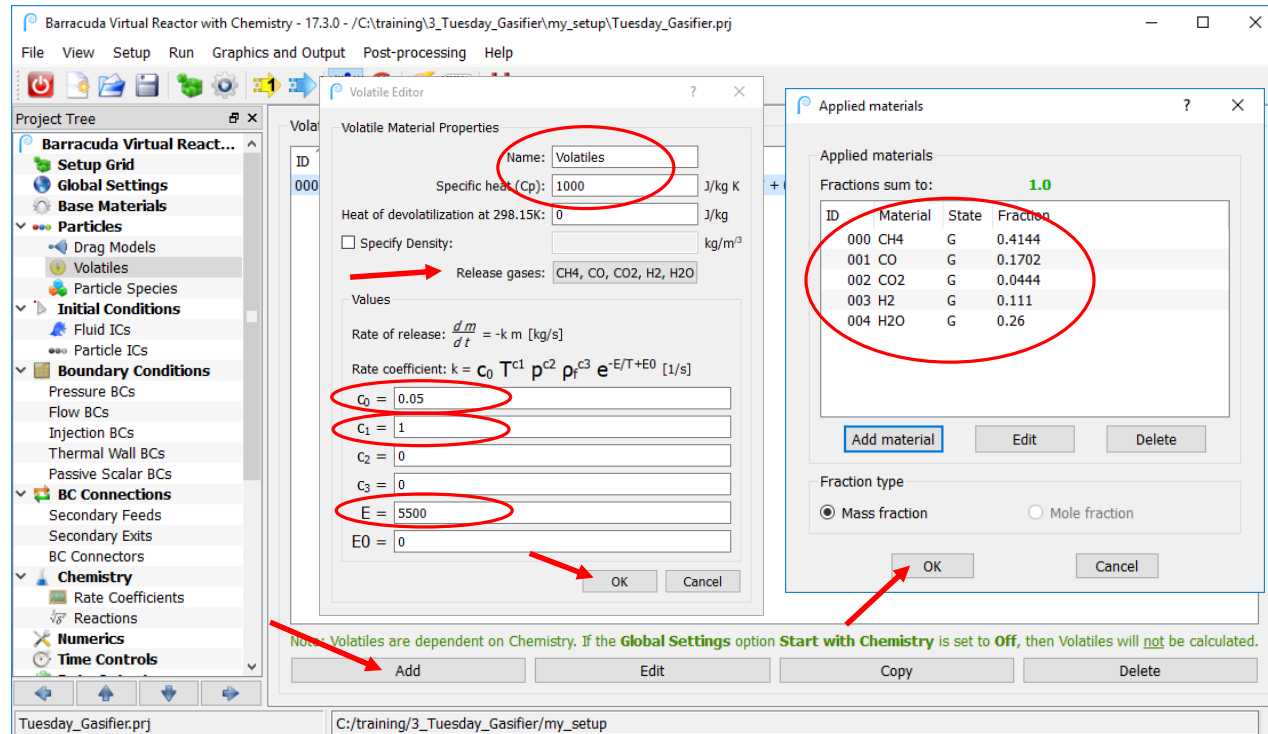 Barracuda Virtual Reactor with Chemistry - 17.3.0 - /C:\training\3_Tuesday_Gasifier\my_setup\Tuesday_Gasifier.prj
File View Setup Run Graphics and Output Post-processing Help
Project Tree
Barracuda Virtual React...
Setup Grid
Global Settings
Base Materials
Particles
Drag Models
Volatiles
Particle Species
Initial Conditions
Fluid ICs
Particle ICs
Boundary Conditions
Pressure BCs
Flow BCs
Injection BCs
Thermal Wall BCs
Passive Scalar BCs
BC Connections
Secondary Feeds
Secondary Exits
BC Connectors
Chemistry
Rate Coefficients
Reactions
Numerics
Time Controls
Volat
ID
000
Volatile Editor
Volatile Material Properties
Name: Volatiles
Specific heat (Cp): 1000 J/kg K
Heat of devolatilization at 298.15K: 0 J/kg
Specify Density: kg/m³
Release gases: CH4, CO, CO2, H2, H2O
Values
Rate of release: dm/dt = -k m [kg/s]
Rate coefficient: k = c₀ T^c1 p^c2 ρf^c3 e^-E/T+E0 [1/s]
c₀ = 0.05
c₁ = 1
c₂ = 0
c₃ = 0
E = 5500
E0 = 0
OK Cancel
Applied materials
Applied materials
Fractions sum to: 1.0
ID Material State Fraction
000 CH4 G 0.4144
001 CO G 0.1702
002 CO2 G 0.0444
003 H2 G 0.111
004 H2O G 0.26
Add material Edit Delete
Fraction type
Mass fraction Mole fraction
OK Cancel
Note: Volatiles are dependent on Chemistry. If the Global Settings option Start with Chemistry is set to Off, then Volatiles will not be calculated.
Add Edit Copy Delete
Tuesday_Gasifier.prj C:/training/3_Tuesday_Gasifier/my_setup